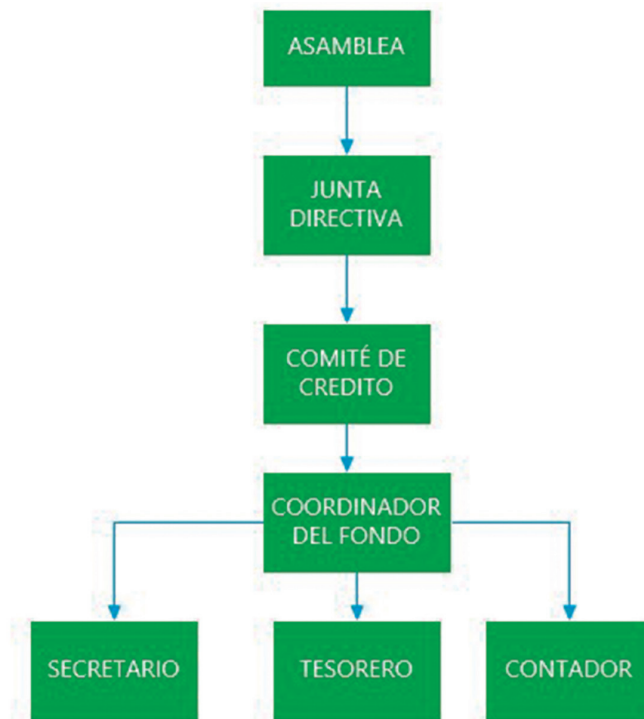 ASAMBLEA
JUNTA
DIRECTIVA
COMITÉ DE
CREDITO
COORDINADOR
DEL FONDO
SECRETARIO
TESORERO
CONTADOR